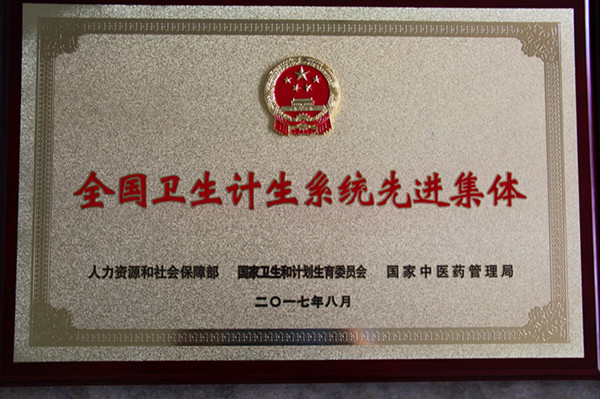 全国卫生计生系统先进集体
人力资源和社会保障部 国家卫生和计划生育委员会 国家中医药管理局
二〇一七年八月